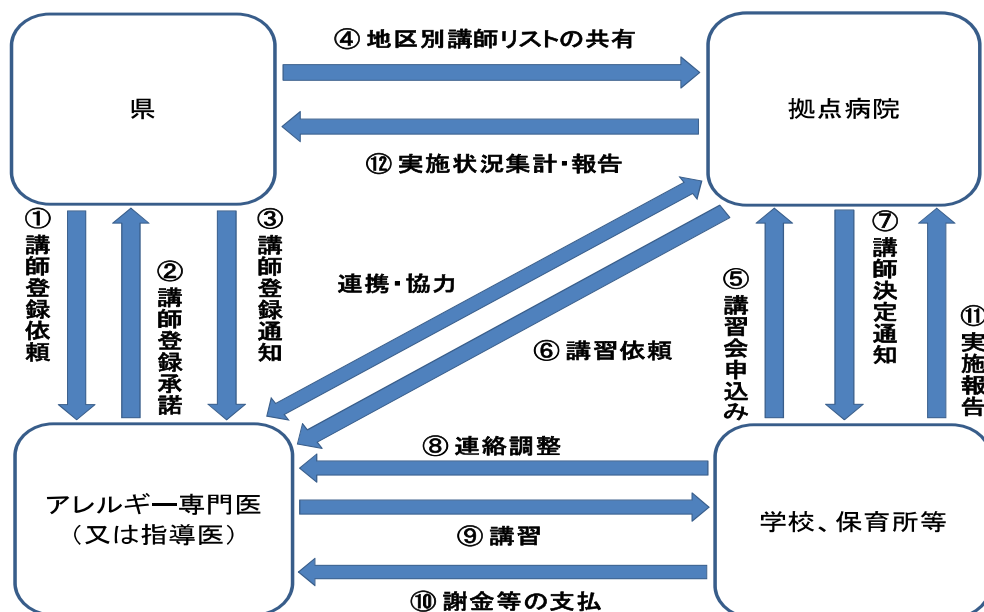 ④ 地区別講師リストの共有
県
拠点病院
⑫ 実施状況集計・報告
①講師登録依頼
②講師登録承諾
③講師登録通知
連携・協力
⑥ 講習依頼
⑤講習会申込み
⑦講師決定通知
⑪実施報告
⑧ 連絡調整
アレルギー専門医
（又は指導医）
学校、保育所等
⑨ 講習
⑩ 謝金等の支払